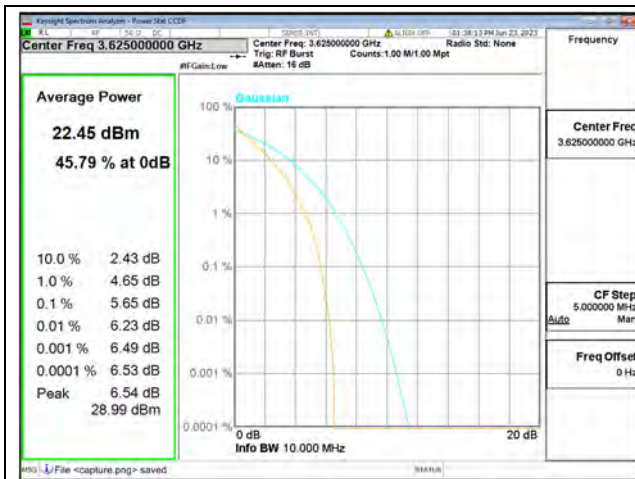 Keysight Spectrum Analyzer - Power Stat CCDF
RL RF 50 Ω DC SENSE:INT ALIGN OFF 01:38:13 PM Jun 23, 2023
Center Freq 3.625000000 GHz
Center Freq: 3.625000000 GHz Radio Std: None
Trig: RF Burst Counts:1.00 M/1.00 Mpt
#IFGain:Low #Atten: 16 dB
Frequency
Average Power
22.45 dBm
45.79 % at 0dB
10.0 % 2.43 dB
1.0 % 4.65 dB
0.1 % 5.65 dB
0.01 % 6.23 dB
0.001 % 6.49 dB
0.0001 % 6.53 dB
Peak 6.54 dB
28.99 dBm
Gaussian
100 %
10 %
1 %
0.1 %
0.01 %
0.001 %
0.0001 %
0 dB 20 dB
Info BW 10.000 MHz
Center Freq
3.625000000 GHz
CF Step
5.000000 MHz
Auto Man
Freq Offset
0 Hz
MSG File <capture.png> saved STATUS